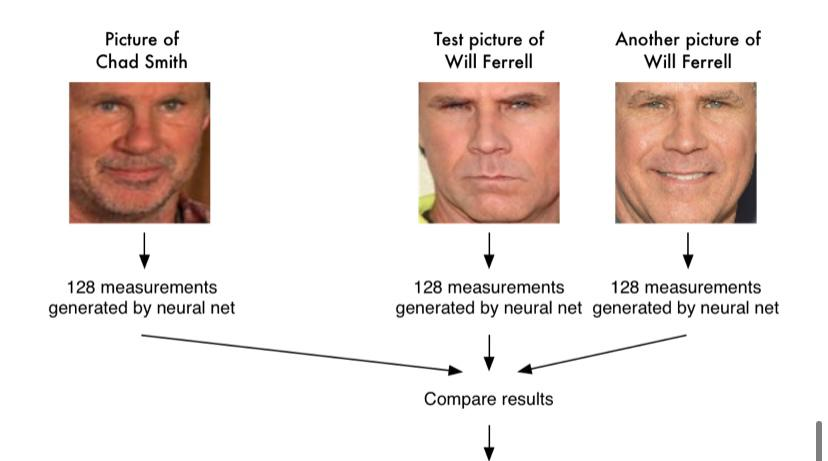 Picture of
Chad Smith
Test picture of
Will Ferrell
Another picture of
Will Ferrell
128 measurements
generated by neural net
128 measurements
generated by neural net
128 measurements
generated by neural net
Compare results